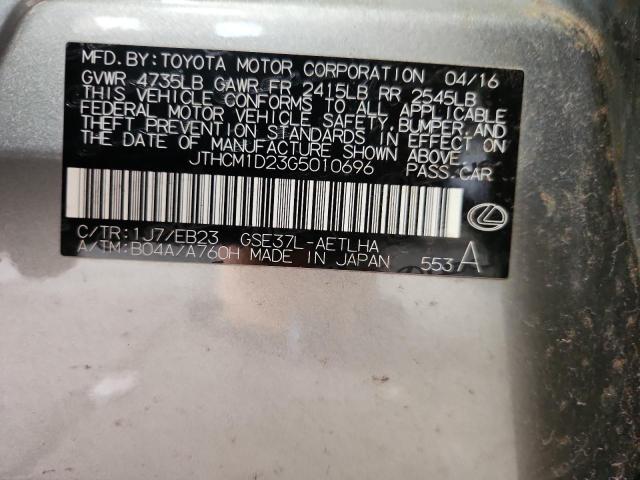 MFD. BY: TOYOTA MOTOR CORPORATION 04/16
GVWR 4735LB GAWR FR 2415LB RR 2545LB
THIS VEHICLE CONFORMS TO ALL APPLICABLE
FEDERAL MOTOR VEHICLE SAFETY, BUMPER, AND
THEFT PREVENTION STANDARDS IN EFFECT ON
THE DATE OF MANUFACTURE SHOWN ABOVE.
JTHCM1D23G5010696 PASS. CAR
C/TR: 1J7/EB23 GSE37L-AETLHA
A/TM: B04A/A760H MADE IN JAPAN 553 A